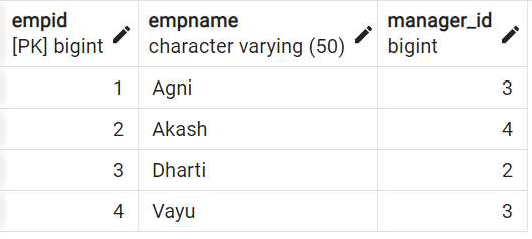 empid empname manager_id
[PK] bigint character varying (50) bigint
1 Agni 3
2 Akash 4
3 Dharti 2
4 Vayu 3